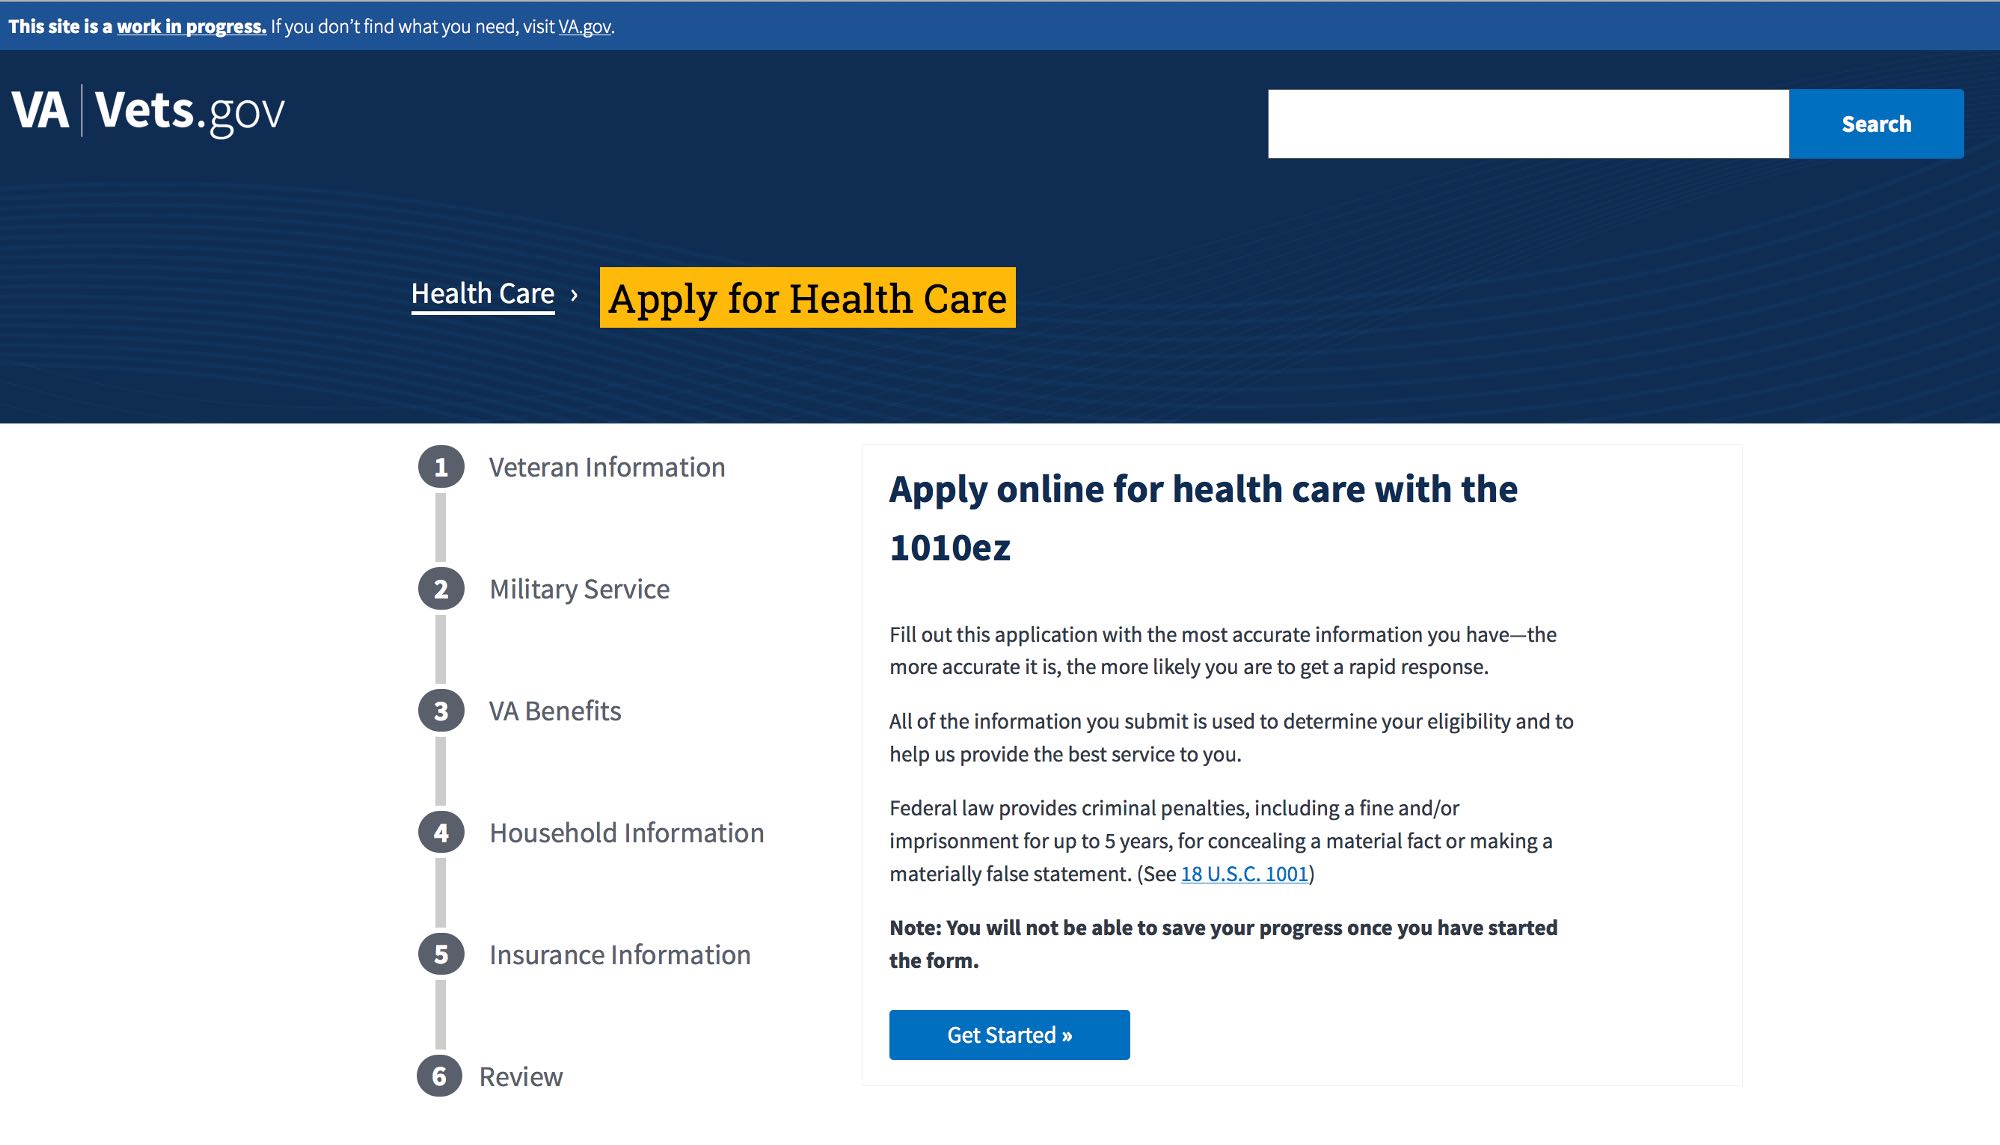 This site is a work in progress. If you don't find what you need, visit VA.gov.
VA | Vets.gov
Search
Health Care › Apply for Health Care
1 Veteran Information
2 Military Service
3 VA Benefits
4 Household Information
5 Insurance Information
6 Review
Apply online for health care with the
1010ez
Fill out this application with the most accurate information you have—the
more accurate it is, the more likely you are to get a rapid response.
All of the information you submit is used to determine your eligibility and to
help us provide the best service to you.
Federal law provides criminal penalties, including a fine and/or
imprisonment for up to 5 years, for concealing a material fact or making a
materially false statement. (See 18 U.S.C. 1001)
Note: You will not be able to save your progress once you have started
the form.
Get Started »